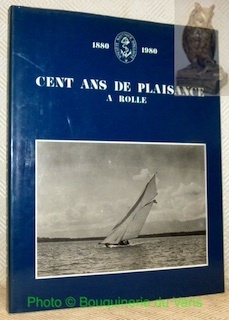 1880 1980
CENT ANS DE PLAISANCE
A ROLLE
Photo © Bouquinerie du Varis